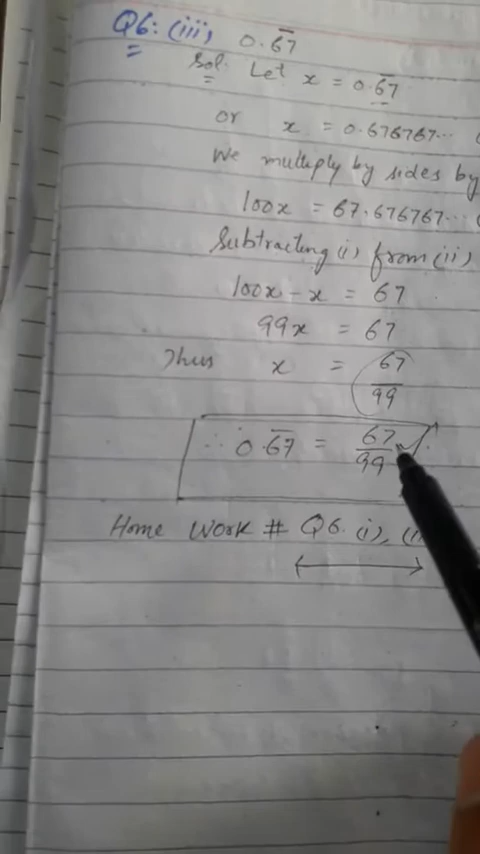 Q6: (iii) 0.6̅7̅
Sol. Let x = 0.6̅7̅
or x = 0.676767...
We multiply by sides by
100x = 67.676767...
Subtracting (i) from (ii)
100x - x = 67
99x = 67
Thus x = 67/99
∴ 0.6̅7̅ = 67/99
Home Work # Q6. (i),